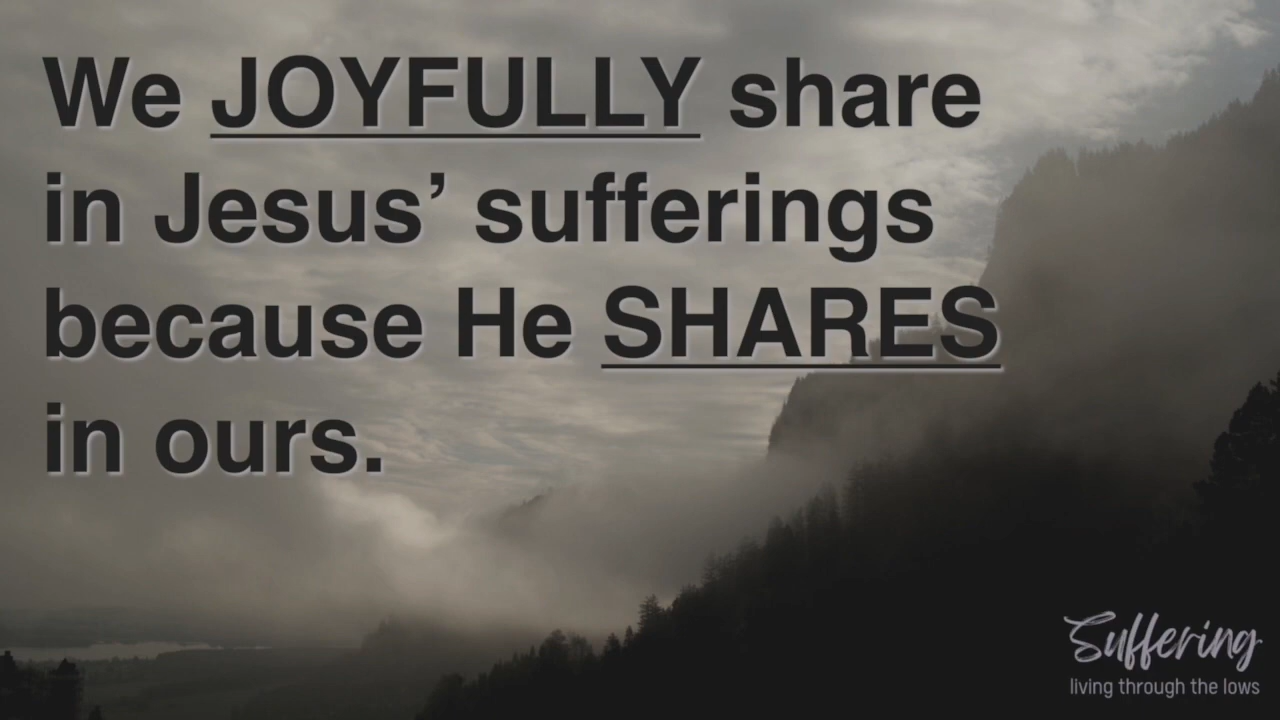 We JOYFULLY share
in Jesus’ sufferings
because He SHARES
in ours.
Suffering
living through the lows